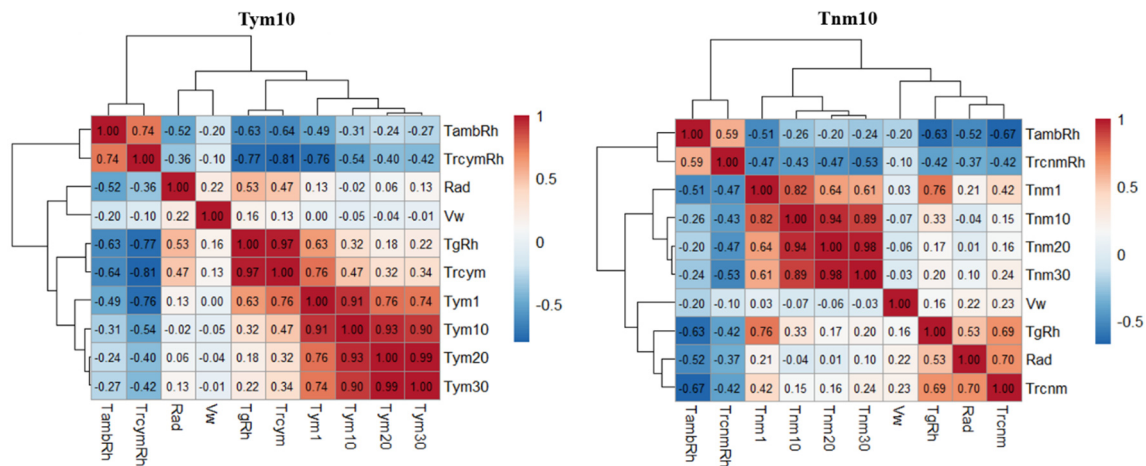 Tym10
1.00 0.74 -0.52 -0.20 -0.63 -0.64 -0.49 -0.31 -0.24 -0.27 TambRh
0.74 1.00 -0.36 -0.10 -0.77 -0.81 -0.76 -0.54 -0.40 -0.42 TrcymRh
-0.52 -0.36 1.00 0.22 0.53 0.47 0.13 -0.02 0.06 0.13 Rad
-0.20 -0.10 0.22 1.00 0.16 0.13 0.00 -0.05 -0.04 -0.01 Vw
-0.63 -0.77 0.53 0.16 1.00 0.97 0.63 0.32 0.18 0.22 TgRh
-0.64 -0.81 0.47 0.13 0.97 1.00 0.76 0.47 0.32 0.34 Trcym
-0.49 -0.76 0.13 0.00 0.63 0.76 1.00 0.91 0.76 0.74 Tym1
-0.31 -0.54 -0.02 -0.05 0.32 0.47 0.91 1.00 0.93 0.90 Tym10
-0.24 -0.40 0.06 -0.04 0.18 0.32 0.76 0.93 1.00 0.99 Tym20
-0.27 -0.42 0.13 -0.01 0.22 0.34 0.74 0.90 0.99 1.00 Tym30
TambRh TrcymRh Rad Vw TgRh Trcym Tym1 Tym10 Tym20 Tym30
1
0.5
0
-0.5
Tnm10
1.00 0.59 -0.51 -0.26 -0.20 -0.24 -0.20 -0.63 -0.52 -0.67 TambRh
0.59 1.00 -0.47 -0.43 -0.47 -0.53 -0.10 -0.42 -0.37 -0.42 TrcnmRh
-0.51 -0.47 1.00 0.82 0.64 0.61 0.03 0.76 0.21 0.42 Tnm1
-0.26 -0.43 0.82 1.00 0.94 0.89 -0.07 0.33 -0.04 0.15 Tnm10
-0.20 -0.47 0.64 0.94 1.00 0.98 -0.06 0.17 0.01 0.16 Tnm20
-0.24 -0.53 0.61 0.89 0.98 1.00 -0.03 0.20 0.10 0.24 Tnm30
-0.20 -0.10 0.03 -0.07 -0.06 -0.03 1.00 0.16 0.22 0.23 Vw
-0.63 -0.42 0.76 0.33 0.17 0.20 0.16 1.00 0.53 0.69 TgRh
-0.52 -0.37 0.21 -0.04 0.01 0.10 0.22 0.53 1.00 0.70 Rad
-0.67 -0.42 0.42 0.15 0.16 0.24 0.23 0.69 0.70 1.00 Trcnm
TambRh TrcnmRh Tnm1 Tnm10 Tnm20 Tnm30 Vw TgRh Rad Trcnm
1
0.5
0
-0.5